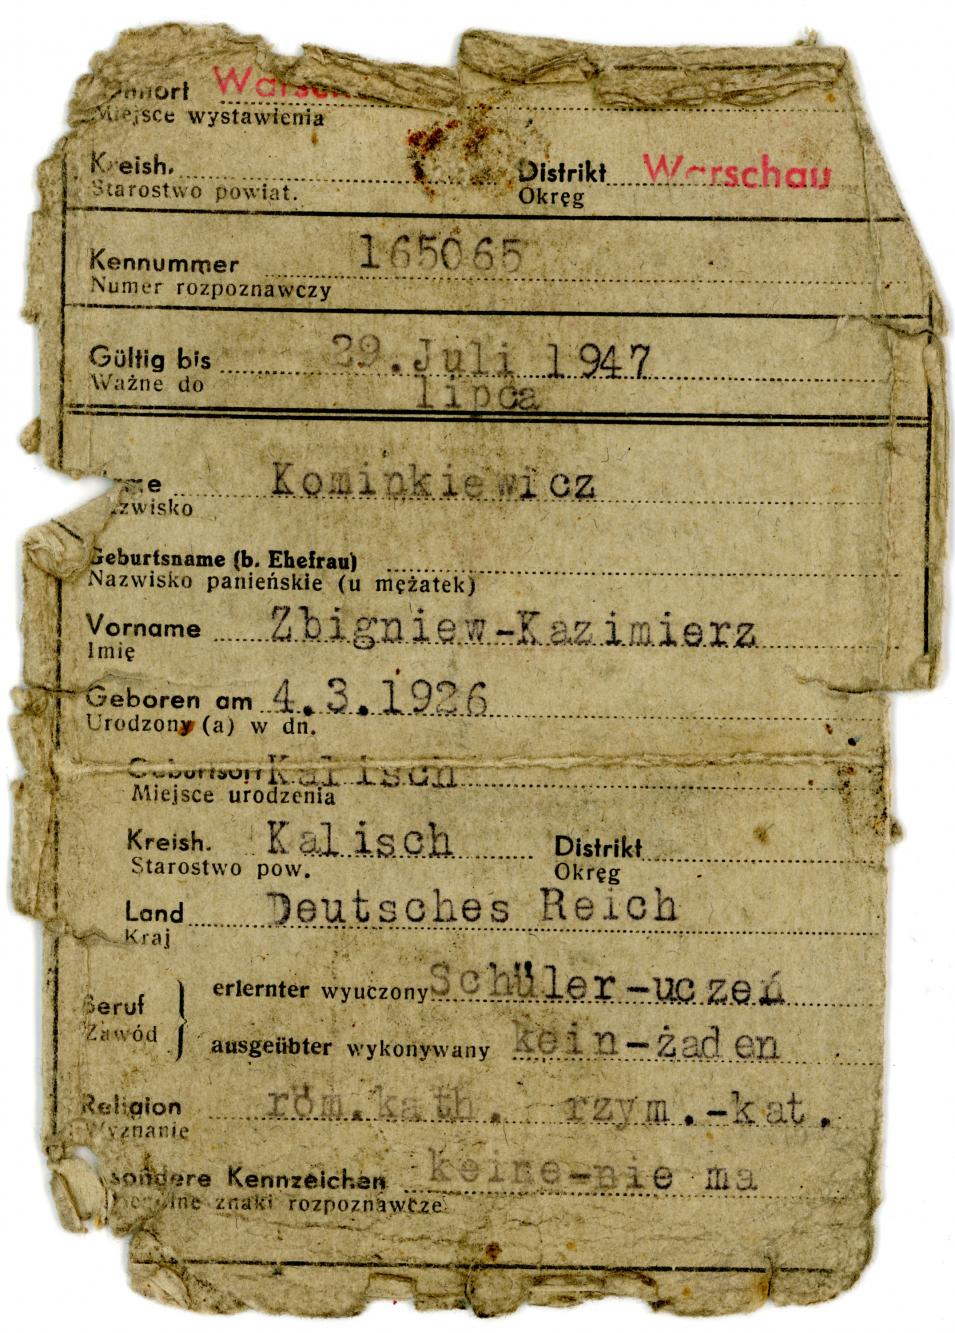 Warsch
Miejsce wystawienia
Kreish.
Starostwo powiat.
Distrikt Warschau
Okręg
Kennummer 165065
Numer rozpoznawczy
Gültig bis 29.Juli 1947
Ważne do lipca
Kominkiewicz
Geburtsname (b. Ehefrau)
Nazwisko panieńskie (u mężatek)
Vorname Zbigniew-Kazimierz
Imię
Geboren am 4.3.1926
Urodzony (a) w dn.
Geburtsort Kalisch
Miejsce urodzenia
Kreish. Kalisch Distrikt
Starostwo pow. Okręg
Land Deutsches Reich
Kraj
Beruf erlernter wyuczony Schüler-uczeń
Zawód ausgeübter wykonywany kein-żaden
Religion röm.kath. rzym.-kat.
Wyznanie
sondere Kennzeichen keine-nie ma
znaki rozpoznawcze